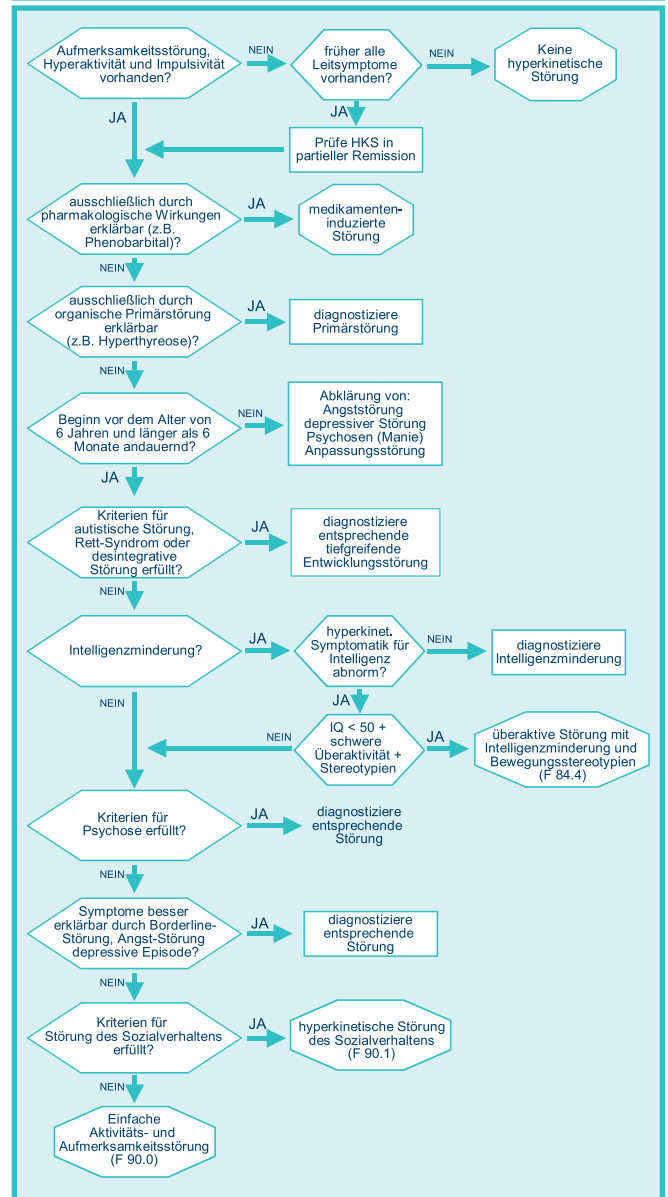 Aufmerksamkeitsstörung,
Hyperaktivität und Impulsivität
vorhanden?
NEIN
früher alle
Leitsymptome
vorhanden?
NEIN
Keine
hyperkinetische
Störung
JA
JA
Prüfe HKS in
partieller Remission
ausschließlich durch
pharmakologische Wirkungen
erklärbar (z.B.
Phenobarbital)?
JA
medikamenten-
induzierte
Störung
NEIN
ausschließlich durch
organische Primärstörung
erklärbar
(z.B. Hyperthyreose)?
JA
diagnostiziere
Primärstörung
NEIN
Beginn vor dem Alter von
6 Jahren und länger als 6
Monate andauernd?
NEIN
Abklärung von:
Angststörung
depressiver Störung
Psychosen (Manie)
Anpassungsstörung
JA
Kriterien für
autistische Störung,
Rett-Syndrom oder
desintegrative
Störung erfüllt?
JA
diagnostiziere
entsprechende
tiefgreifende
Entwicklungsstörung
NEIN
Intelligenzminderung?
JA
hyperkinet.
Symptomatik für
Intelligenz
abnorm?
NEIN
diagnostiziere
Intelligenzminderung
JA
NEIN
NEIN
IQ < 50 +
schwere
Überaktivität +
Stereotypien
JA
überaktive Störung mit
Intelligenzminderung und
Bewegungsstereotypien
(F 84.4)
Kriterien für
Psychose erfüllt?
JA
diagnostiziere
entsprechende
Störung
NEIN
Symptome besser
erklärbar durch Borderline-
Störung, Angst-Störung
depressive Episode?
JA
diagnostiziere
entsprechende
Störung
NEIN
Kriterien für
Störung des Sozialverhaltens
erfüllt?
JA
hyperkinetische Störung
des Sozialverhaltens
(F 90.1)
NEIN
Einfache
Aktivitäts- und
Aufmerksamkeitsstörung
(F 90.0)